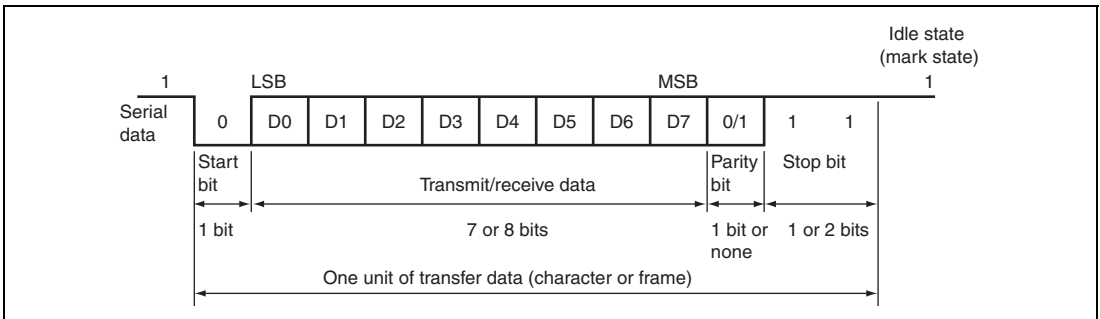 Idle state
(mark state)
1 LSB MSB 1
Serial
data
0 D0 D1 D2 D3 D4 D5 D6 D7 0/1 1 1
Start
bit
Transmit/receive data
Parity
bit
Stop bit
1 bit
7 or 8 bits
1 bit or
none
1 or 2 bits
One unit of transfer data (character or frame)